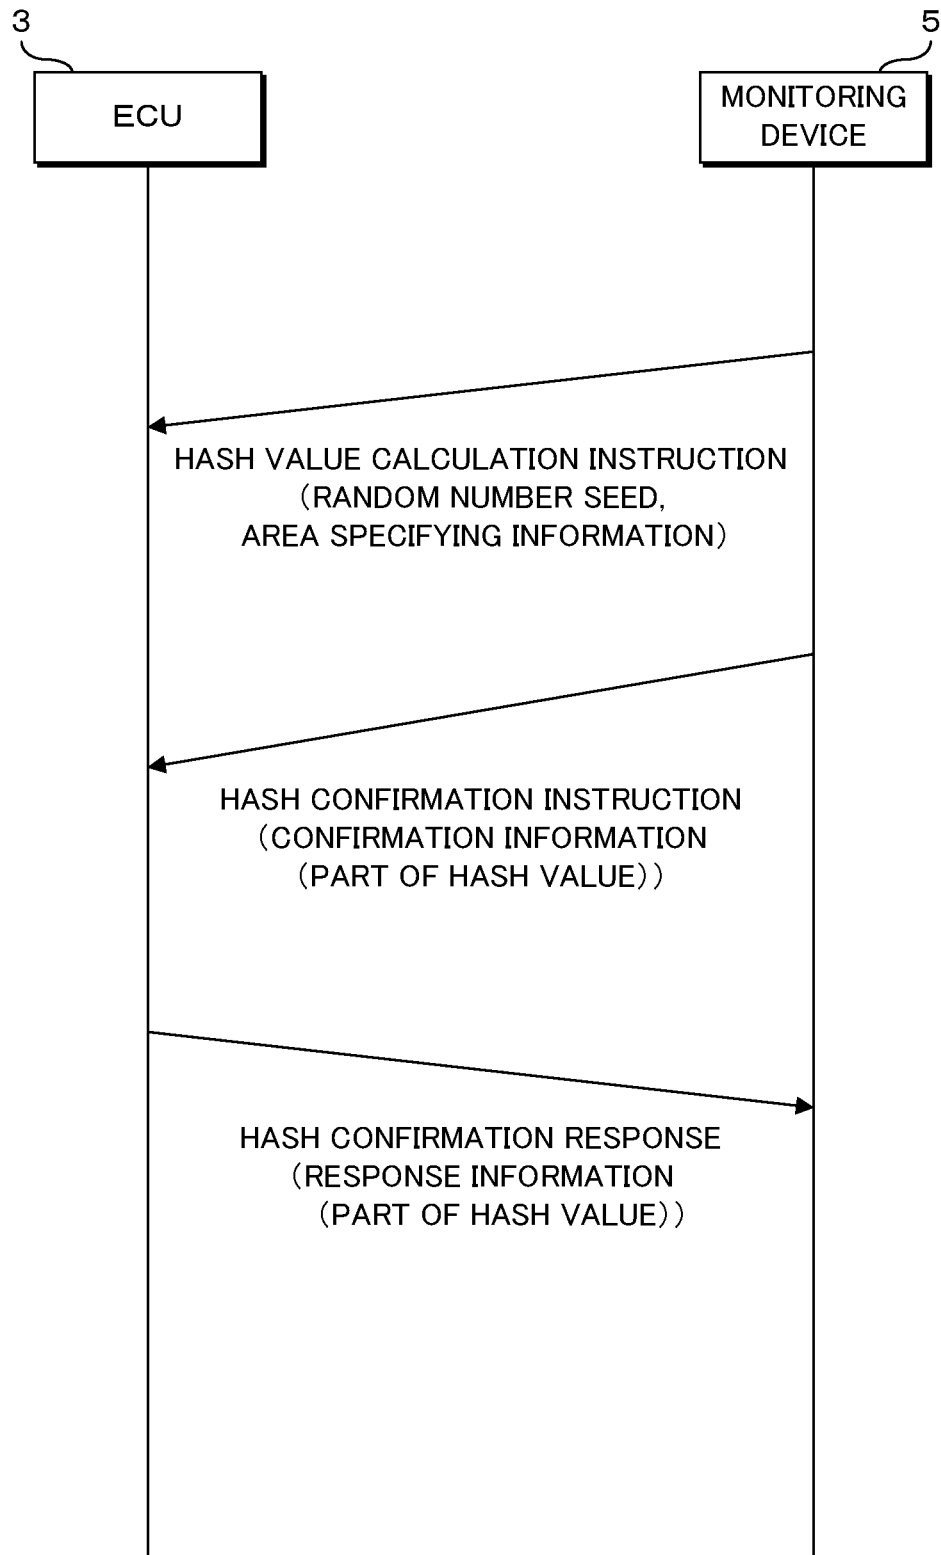 3
5
ECU
MONITORING
DEVICE
HASH VALUE CALCULATION INSTRUCTION
(RANDOM NUMBER SEED,
AREA SPECIFYING INFORMATION)
HASH CONFIRMATION INSTRUCTION
(CONFIRMATION INFORMATION
(PART OF HASH VALUE))
HASH CONFIRMATION RESPONSE
(RESPONSE INFORMATION
(PART OF HASH VALUE))